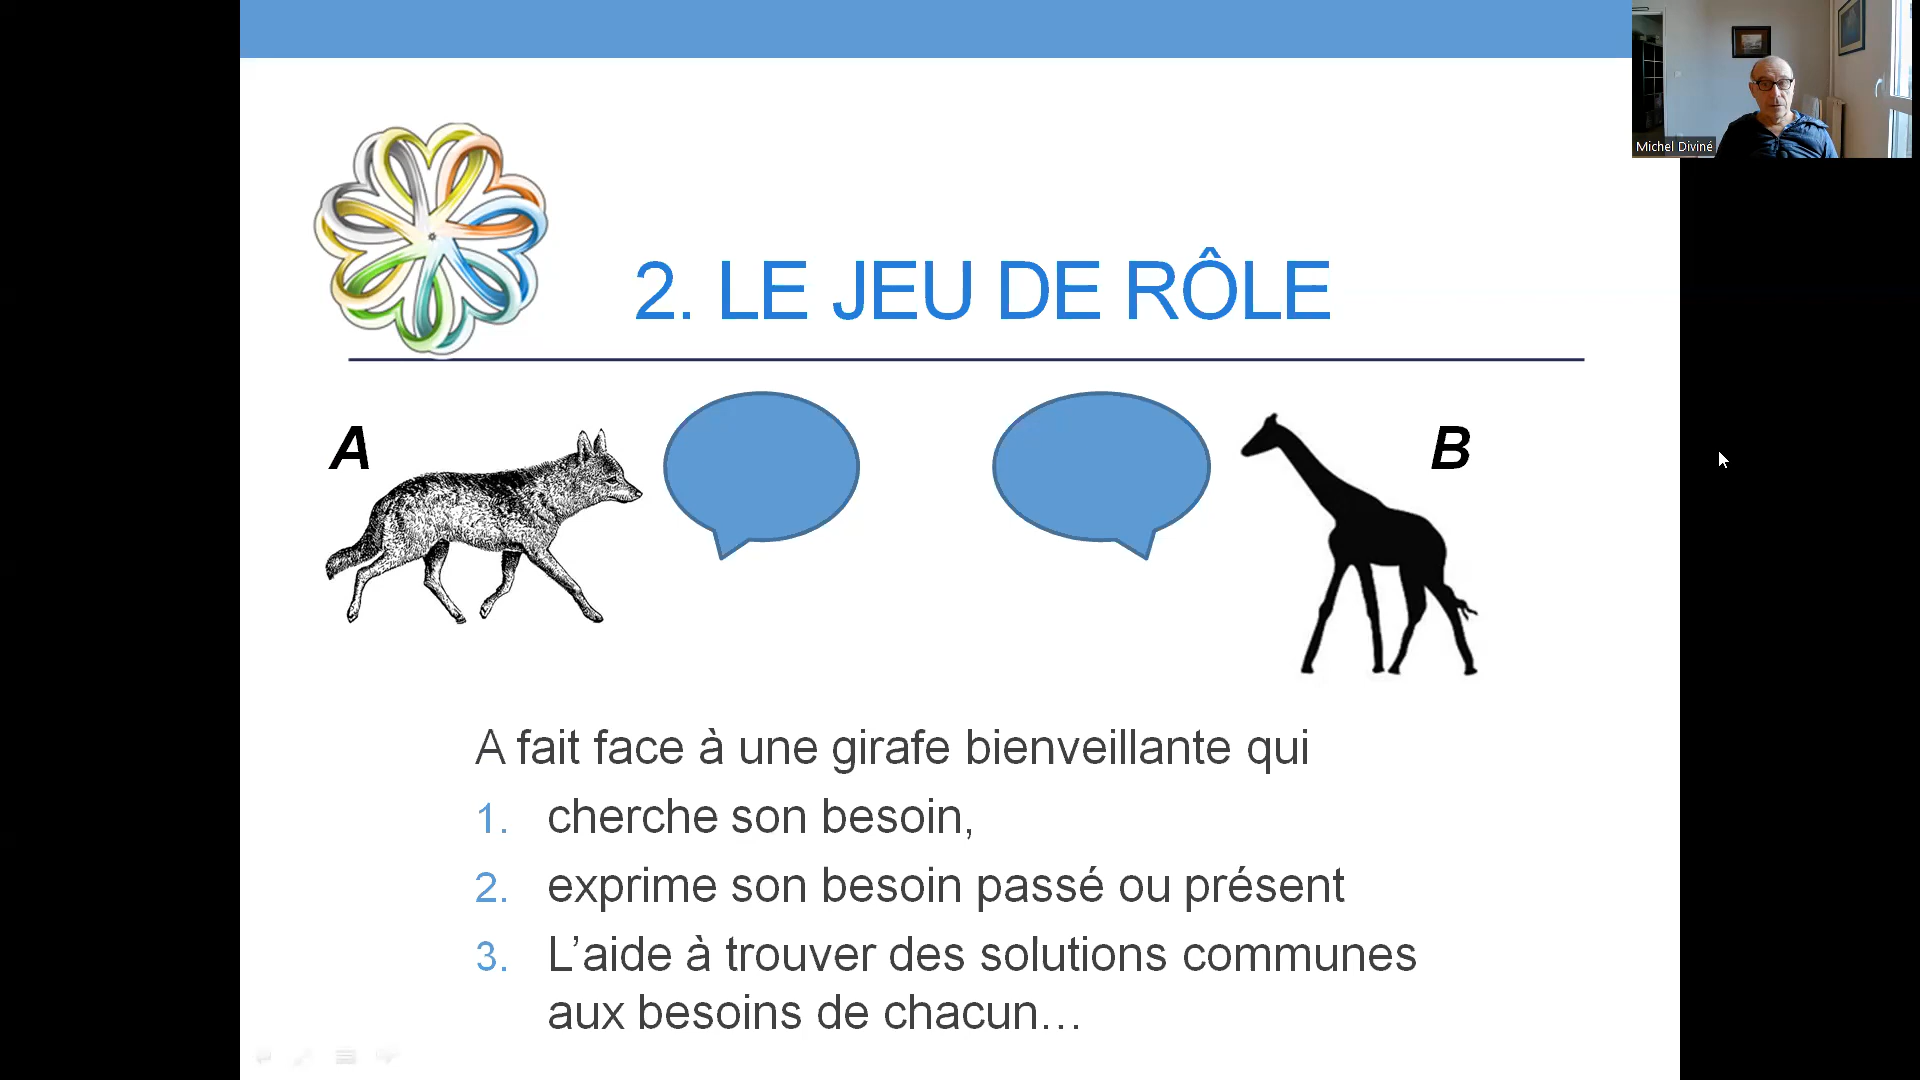 Michel Diviné
2. LE JEU DE RÔLE
A
B
A fait face à une girafe bienveillante qui
1. cherche son besoin,
2. exprime son besoin passé ou présent
3. L’aide à trouver des solutions communes
aux besoins de chacun…